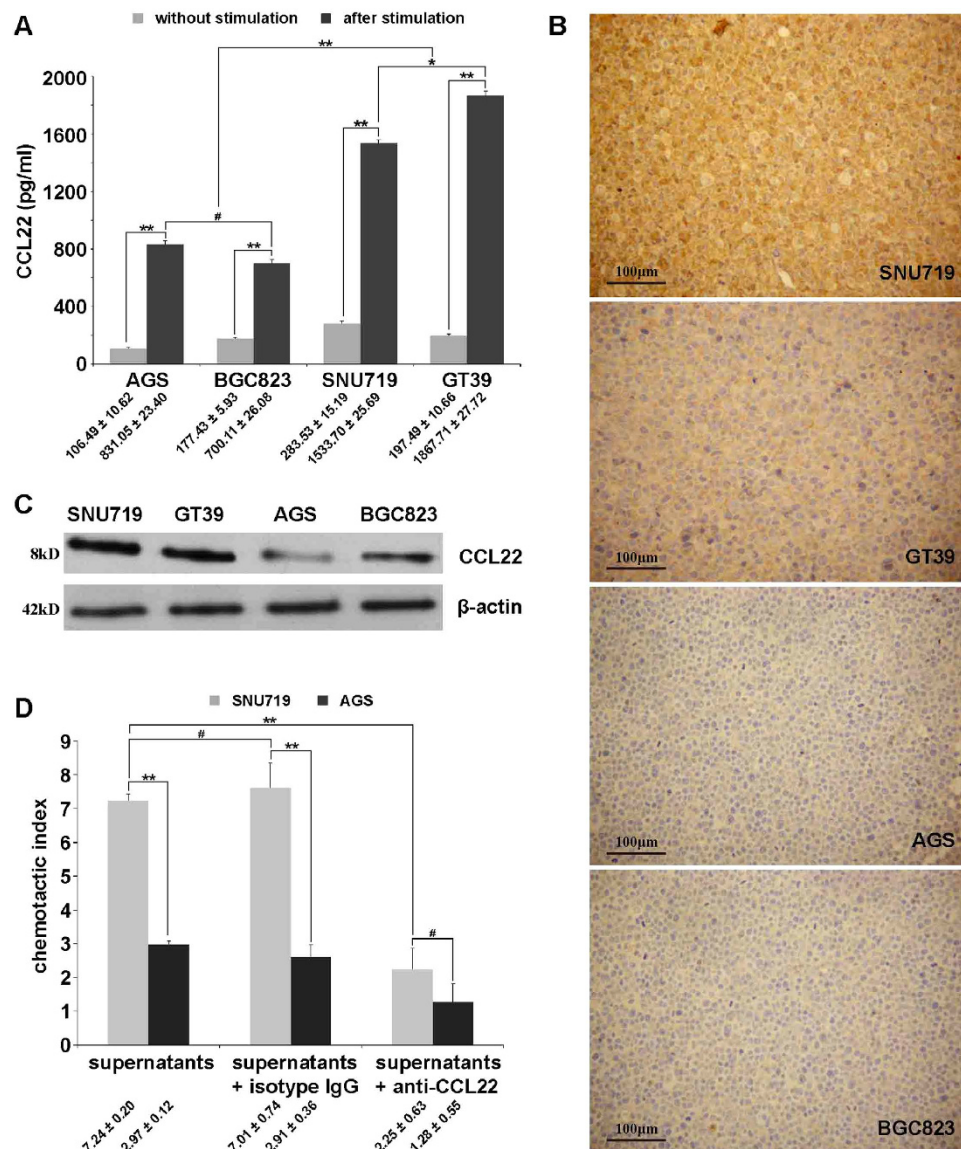 A
without stimulation after stimulation
**
*
**
**
#
**
**
CCL22 (pg/ml)
2000
1600
1200
800
400
0
AGS BGC823 SNU719 GT39
106.49 ± 10.62
831.05 ± 23.40
177.43 ± 5.93
700.11 ± 26.08
283.53 ± 15.19
1533.70 ± 25.69
197.49 ± 10.66
1867.71 ± 27.72
B
100μm SNU719
100μm GT39
100μm AGS
100μm BGC823
C
SNU719 GT39 AGS BGC823
8kD CCL22
42kD β-actin
D
SNU719 AGS
**
#
**
**
#
chemotactic index
9
8
7
6
5
4
3
2
1
0
supernatants supernatants supernatants
+ isotype IgG + anti-CCL22
7.24 ± 0.20
2.97 ± 0.12
7.01 ± 0.74
2.91 ± 0.36
2.25 ± 0.63
1.28 ± 0.55